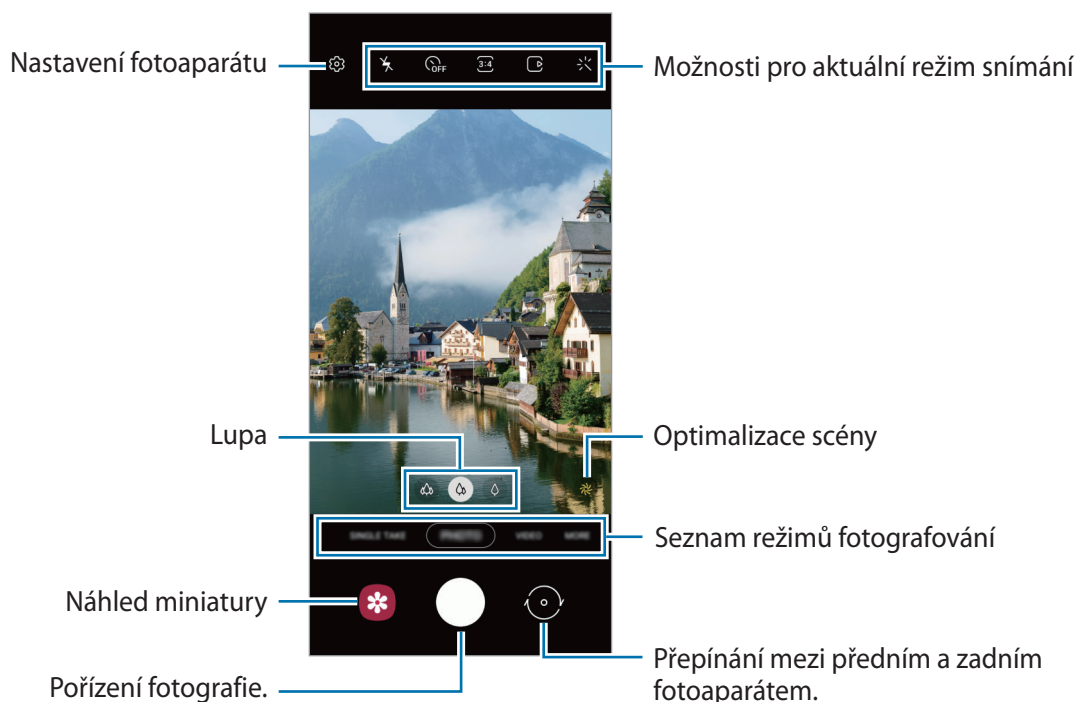 Nastavení fotoaparátu
OFF
3:4
Možnosti pro aktuální režim snímání
Lupa
Optimalizace scény
SINGLE TAKE
PHOTO
VIDEO
MORE
Seznam režimů fotografování
Náhled miniatury
Pořízení fotografie.
Přepínání mezi předním a zadním
fotoaparátem.